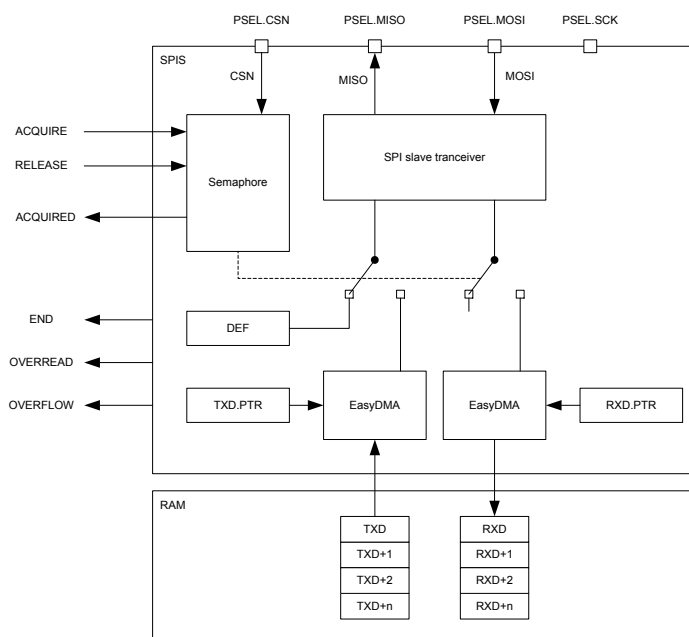 PSEL.CSN PSEL.MISO PSEL.MOSI PSEL.SCK
SPIS
CSN MISO MOSI
ACQUIRE
RELEASE
ACQUIRED
Semaphore
SPI slave tranceiver
END
OVERREAD
OVERFLOW
DEF
TXD.PTR EasyDMA EasyDMA RXD.PTR
RAM
TXD RXD
TXD+1 RXD+1
TXD+2 RXD+2
TXD+n RXD+n